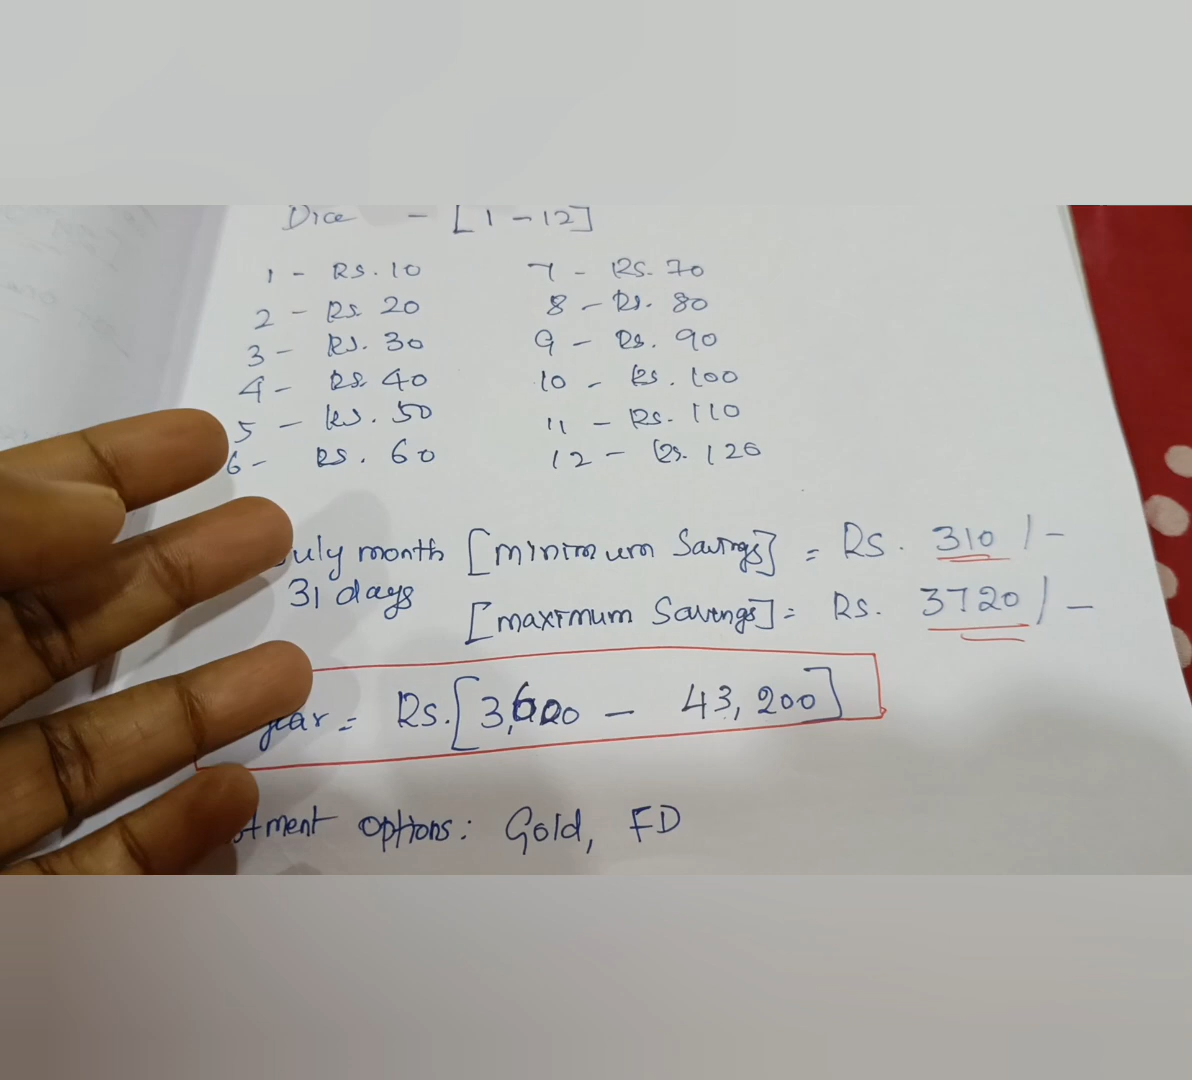 Dice - [1-12]
1 - Rs. 10
2 - Rs. 20
3 - Rs. 30
4 - Rs. 40
5 - Rs. 50
6 - Rs. 60
7 - Rs. 70
8 - Rs. 80
9 - Rs. 90
10 - Rs. 100
11 - Rs. 110
12 - Rs. 120
uly month [minimum Savings] = Rs. 310/-
31 days
[maximum Savings] = Rs. 3720/-
year = Rs. [3,600 - 43,200]
tment options: Gold, FD